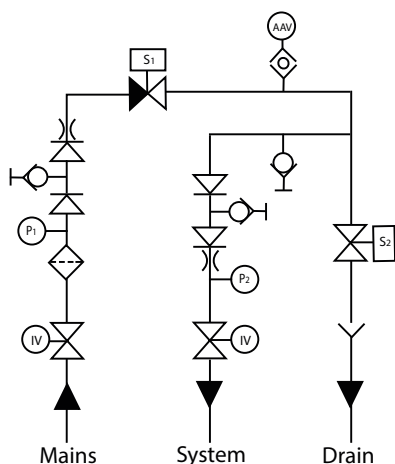 AAV
S1
P1
S2
P2
IV
IV
Mains
System
Drain